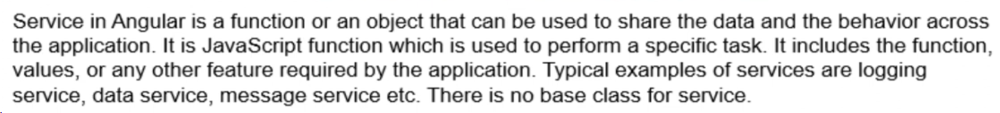 Service in Angular is a function or an object that can be used to share the data and the behavior across
the application. It is JavaScript function which is used to perform a specific task. It includes the function,
values, or any other feature required by the application. Typical examples of services are logging
service, data service, message service etc. There is no base class for service.